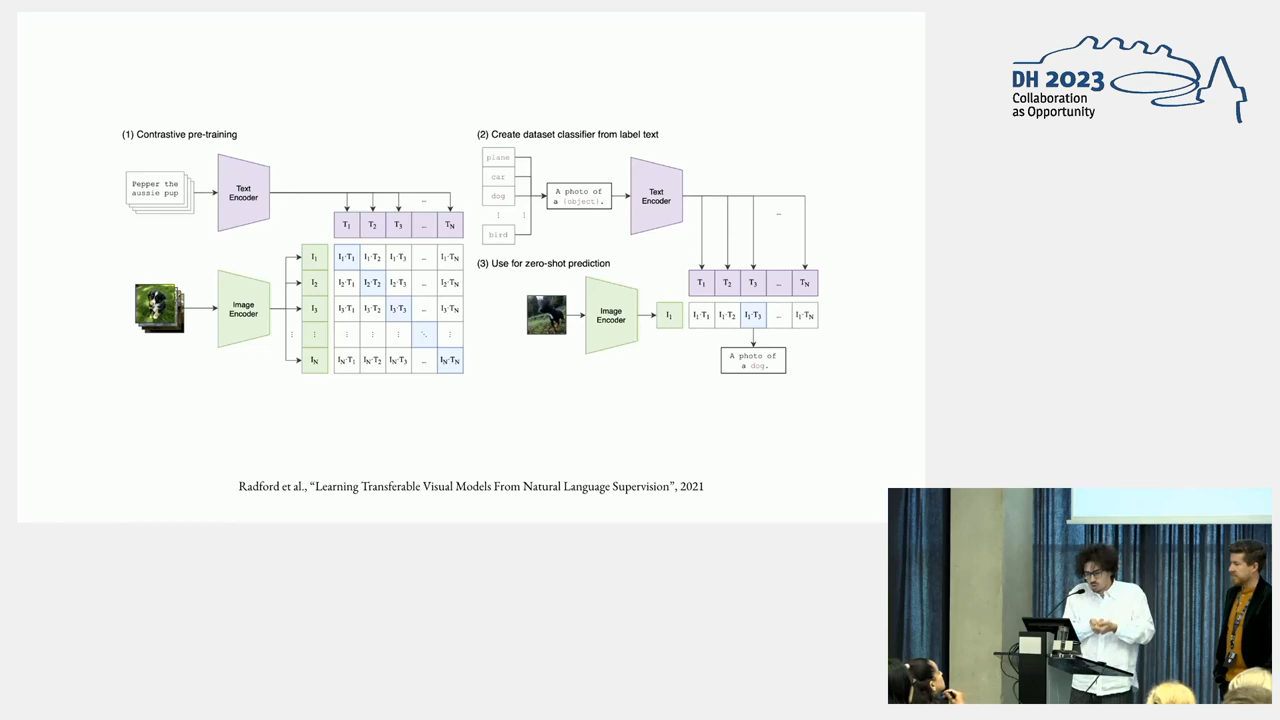 (1) Contrastive pre-training
Pepper the
aussie pup
Text
Encoder
...
T1 T2 T3 ... TN
I1 I1·T1 I1·T2 I1·T3 ... I1·TN
I2 I2·T1 I2·T2 I2·T3 ... I2·TN
Image
Encoder
I3 I3·T1 I3·T2 I3·T3 ... I3·TN
⋮ ⋮ ⋮ ⋮ ⋮ ⋱ ⋮
IN IN·T1 IN·T2 IN·T3 ... IN·TN
(2) Create dataset classifier from label text
plane
car
dog
⋮ ⋮
bird
A photo of
a {object}.
Text
Encoder
...
(3) Use for zero-shot prediction
T1 T2 T3 ... TN
Image
Encoder
I1 I1·T1 I1·T2 I1·T3 ... I1·TN
A photo of
a dog.
Radford et al., “Learning Transferable Visual Models From Natural Language Supervision”, 2021
DH 2023
Collaboration
as Opportunity